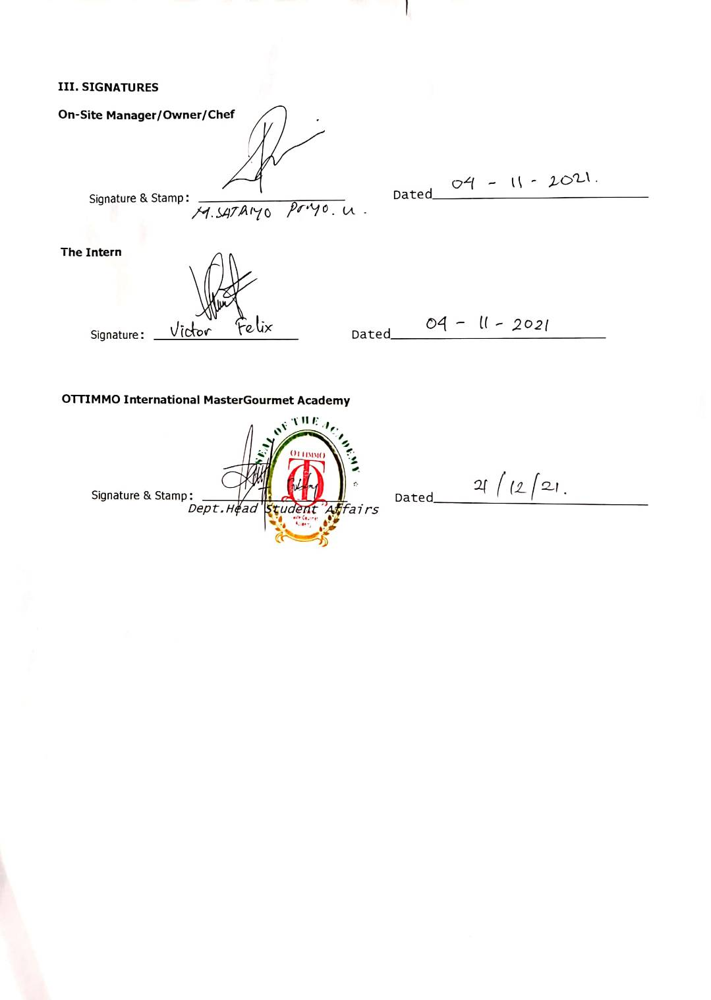 III. SIGNATURES
On-Site Manager/Owner/Chef
Signature & Stamp:
Dated 04 - 11 - 2021.
M. SATRIYO Priyo. U.
The Intern
Signature: Victor Felix
Dated 04 - 11 - 2021
OTTIMMO International MasterGourmet Academy
SEAL OF THE ACADEMY
OTTIMMO
Signature & Stamp:
Dated 21/12/21.
Dept.Head Student Affairs